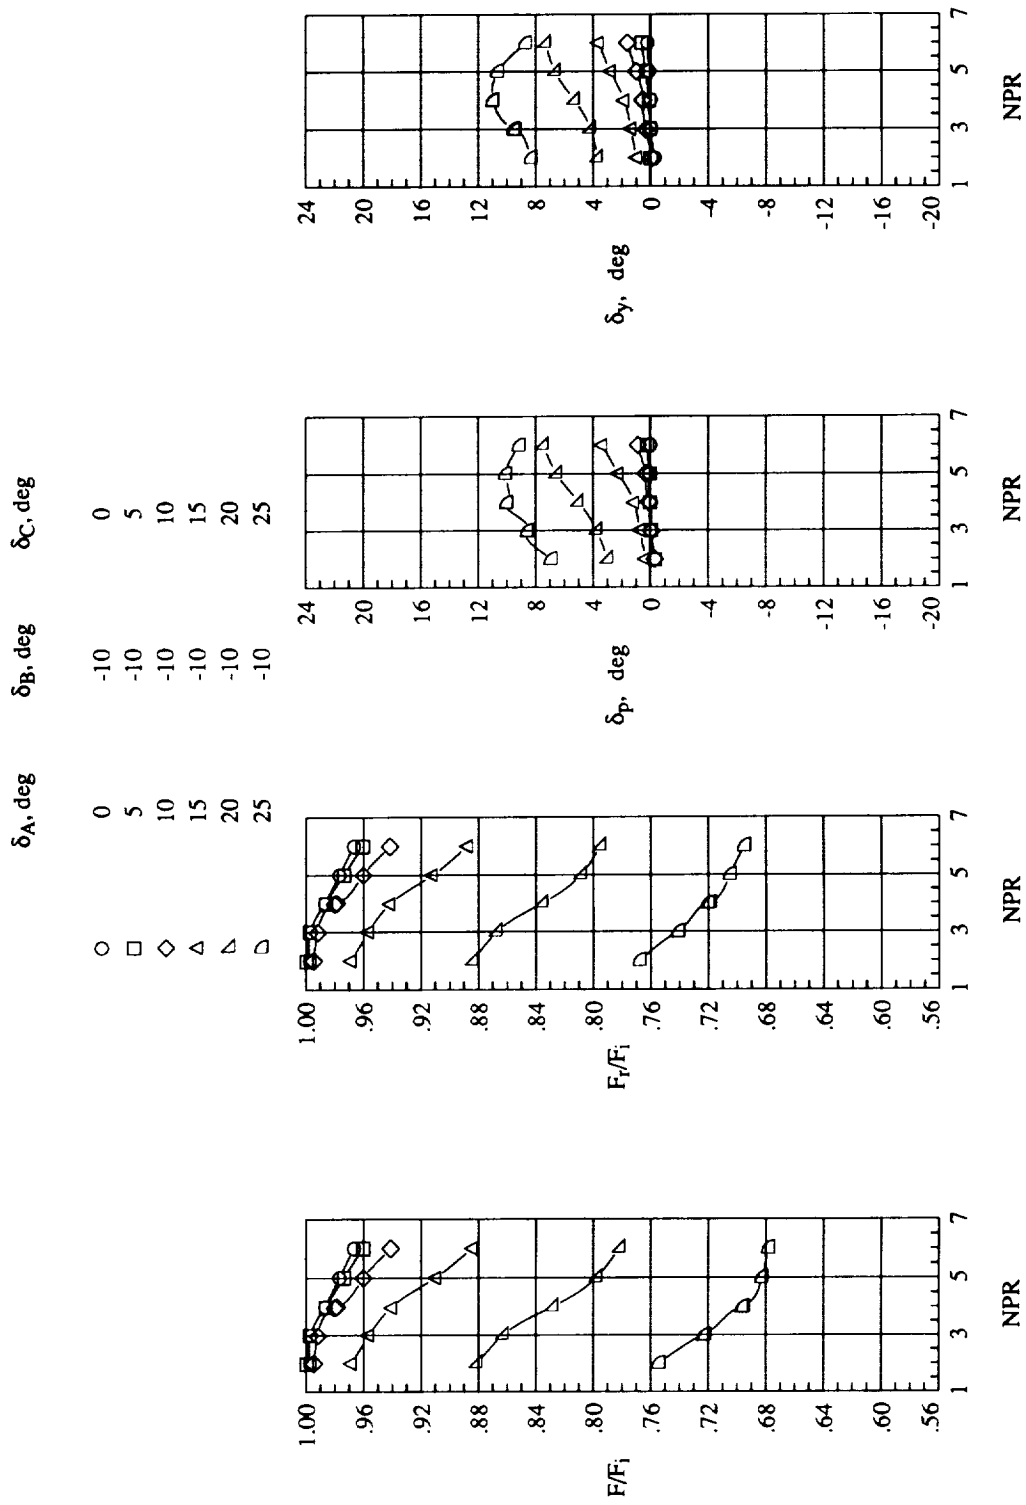 δA, deg δB, deg δC, deg
0 -10 0
5 -10 5
10 -10 10
15 -10 15
20 -10 20
25 -10 25
1.00
.96
.92
.88
.84
.80
.76
.72
.68
.64
.60
.56
F/Fi
1 3 5 7
NPR
1.00
.96
.92
.88
.84
.80
.76
.72
.68
.64
.60
.56
Fr/Fi
1 3 5 7
NPR
24
20
16
12
8
4
0
-4
-8
-12
-16
-20
δp, deg
1 3 5 7
NPR
24
20
16
12
8
4
0
-4
-8
-12
-16
-20
δy, deg
1 3 5 7
NPR